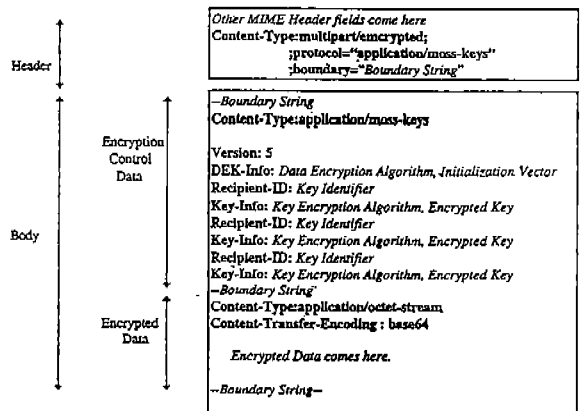 Other MIME Header fields come here
Content-Type:multipart/emcrypted;
;protocol="application/moss-keys"
;boundary="Boundary String"
Header
--Boundary String
Content-Type:application/moss-keys
Version: 5
DEK-Info: Data Encryption Algorithm, Initialization Vector
Recipient-ID: Key Identifier
Key-Info: Key Encryption Algorithm, Encrypted Key
Recipient-ID: Key Identifier
Key-Info: Key Encryption Algorithm, Encrypted Key
Recipient-ID: Key Identifier
Key-Info: Key Encryption Algorithm, Encrypted Key
--Boundary String
Content-Type:application/octet-stream
Content-Transfer-Encoding : base64
Encrypted Data comes here.
--Boundary String--
Encryption
Control
Data
Body
Encrypted
Data